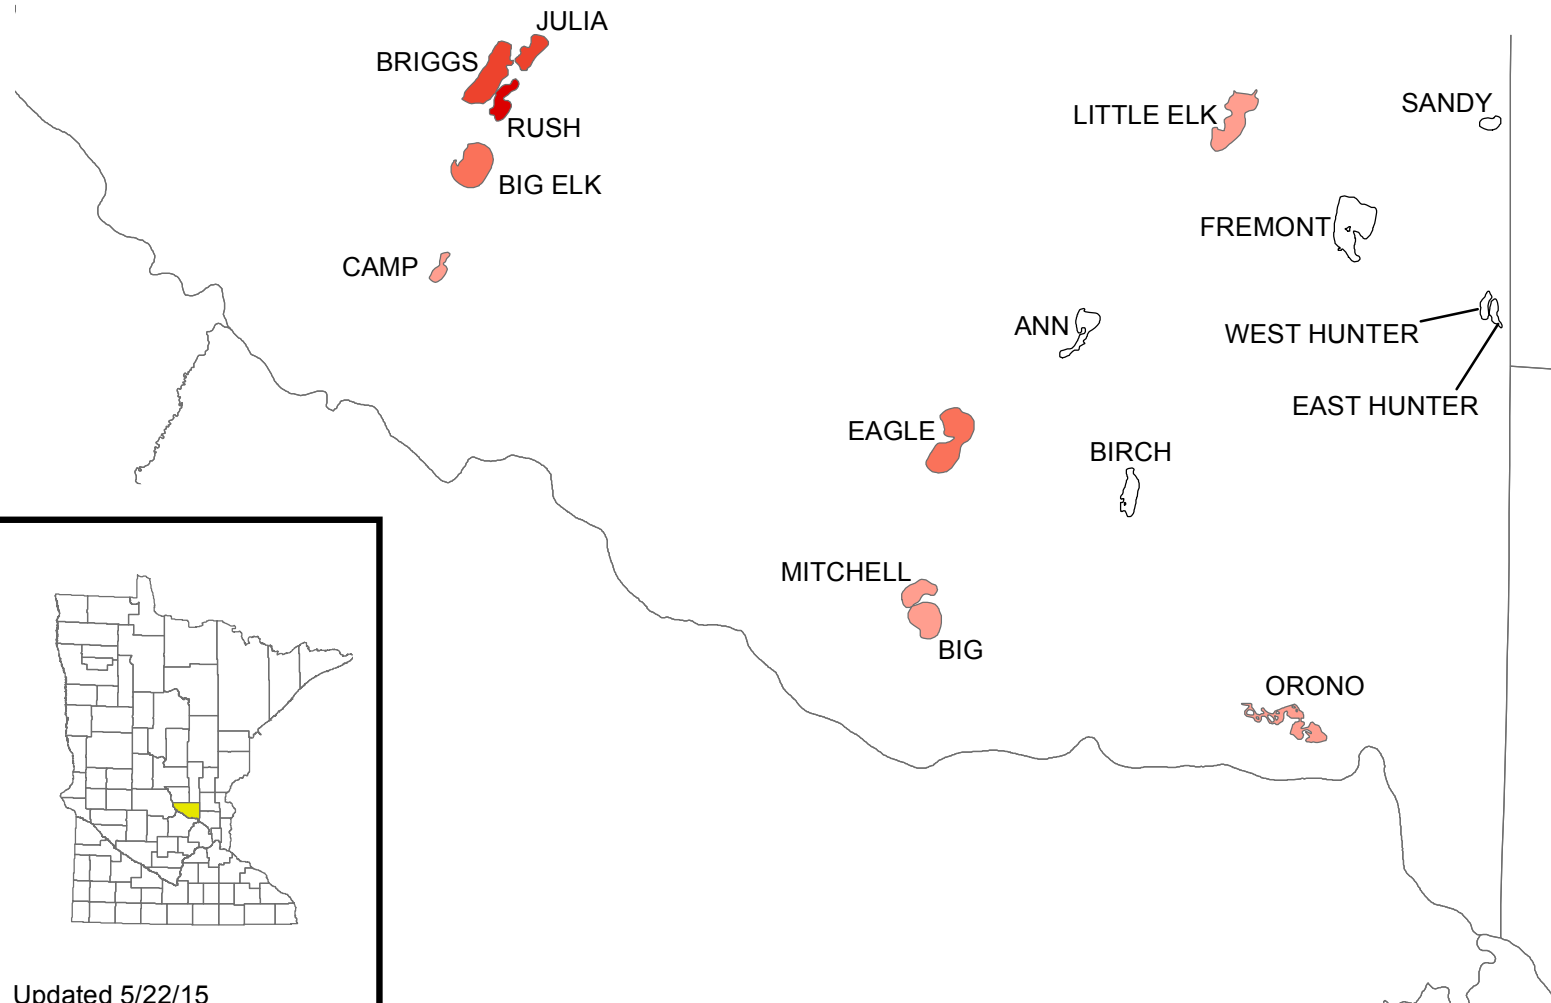 JULIA
BRIGGS
RUSH
BIG ELK
CAMP
LITTLE ELK
SANDY
FREMONT
ANN
WEST HUNTER
EAST HUNTER
EAGLE
BIRCH
MITCHELL
BIG
ORONO
Updated 5/22/15